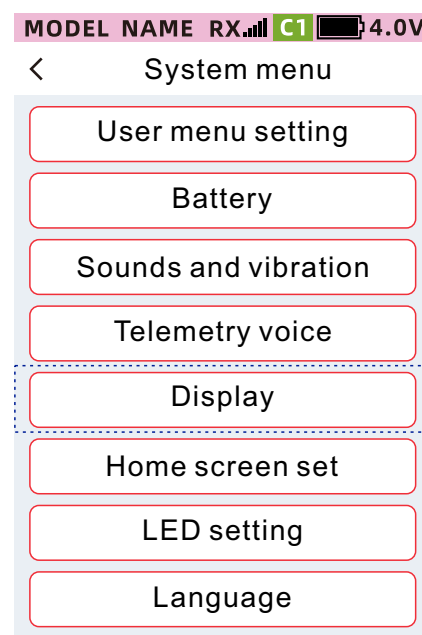 MODEL NAME RX C1 4.0V
System menu
User menu setting
Battery
Sounds and vibration
Telemetry voice
Display
Home screen set
LED setting
Language